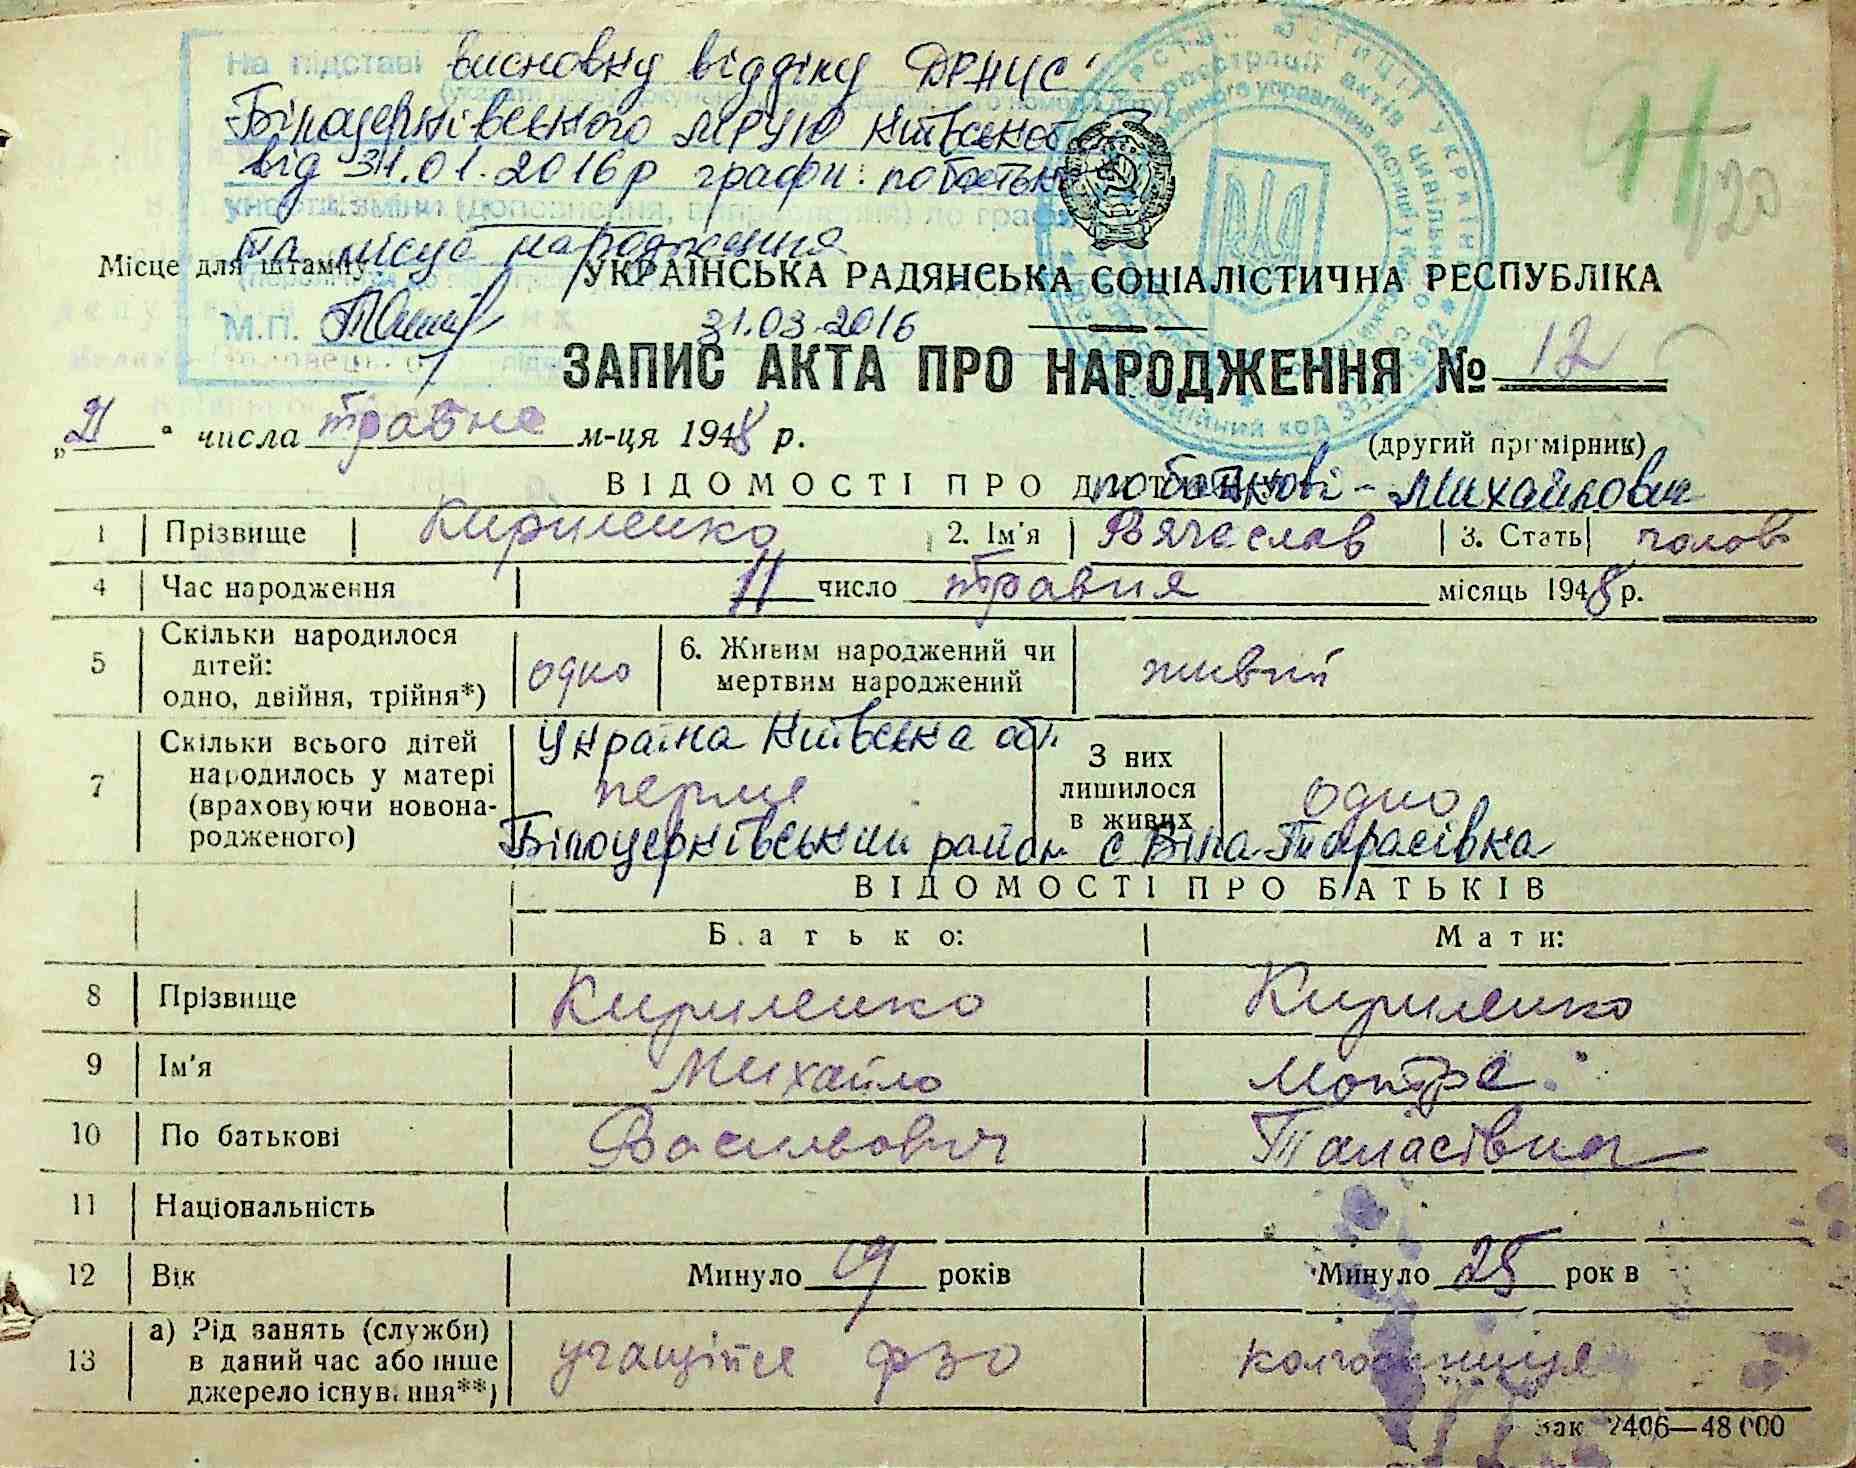 На підставі висновку відділу ДРАЦС
Білоцерківського МРУЮ Київської
від 31.01.2016р графи: по батькові
та місце народження
Місце для штампу
М.П. 31.03.2016
УКРАЇНСЬКА РАДЯНСЬКА СОЦІАЛІСТИЧНА РЕСПУБЛІКА
ЗАПИС АКТА ПРО НАРОДЖЕННЯ № 12
„21" числа травня м-ця 1948 р.
(другий примірник)
ВІДОМОСТІ ПРО ДИТИНУ
по батькові - Михайлович
1 Прізвище Кириленко 2. Ім'я Вячеслав 3. Стать чолов
4 Час народження 11 число травня місяць 1948 р.
5 Скільки народилося дітей: одно, двійня, трійня*) одно 6. Живим народжений чи мертвим народжений живий
7 Скільки всього дітей народилось у матері (враховуючи новонародженого) перше З них лишилося в живих одно
Україна Київська обл
Білоцерківський район с Віла-Тарасівка
ВІДОМОСТІ ПРО БАТЬКІВ
Батько: Мати:
8 Прізвище Кириленко Кириленко
9 Ім'я Михайло Мотря
10 По батькові Васильович
11 Національність
12 Вік Минуло 19 років Минуло 25 рок в
13 а) Рід занять (служби) в даний час або інше джерело існування**) ФЗО колгоспниця
Зак 2406—48 000